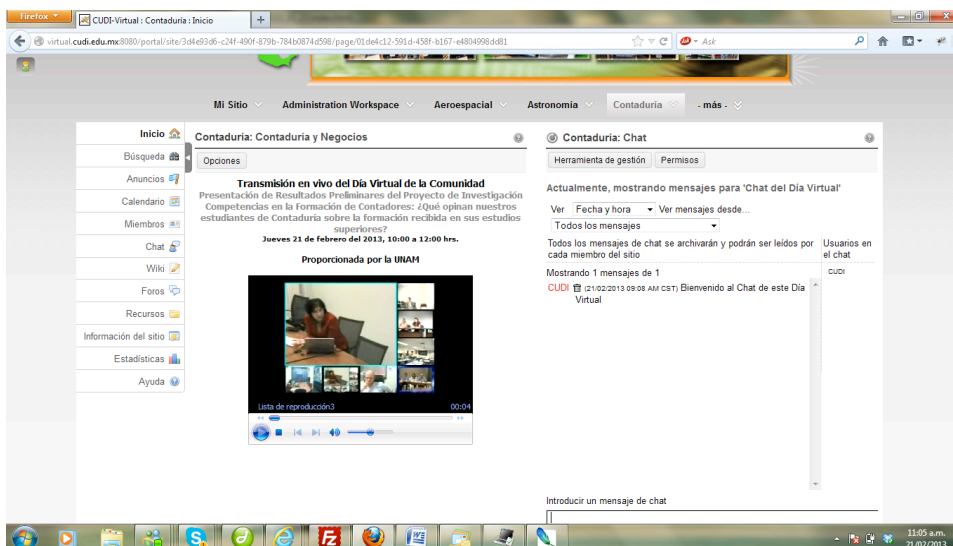 Firefox
CUDI-Virtual : Contaduría : Inicio
virtual.cudi.edu.mx:8080/portal/site/3d4e93d6-c24f-490f-879b-784b0874d598/page/01de4c12-591d-458f-b167-e4804998dd81
Ask
Mi Sitio Administration Workspace Aeroespacial Astronomía Contaduría - más -
Inicio
Búsqueda
Anuncios
Calendario
Miembros
Chat
Wiki
Foros
Recursos
Información del sitio
Estadísticas
Ayuda
Contaduría: Contaduría y Negocios
Opciones
Transmisión en vivo del Día Virtual de la Comunidad
Presentación de Resultados Preliminares del Proyecto de Investigación
Competencias en la Formación de Contadores: ¿Qué opinan nuestros
estudiantes de Contaduría sobre la formación recibida en sus estudios
superiores?
Jueves 21 de febrero del 2013, 10:00 a 12:00 hrs.
Proporcionada por la UNAM
Lista de reproducción3 00:04
Contaduría: Chat
Herramienta de gestión Permisos
Actualmente, mostrando mensajes para 'Chat del Día Virtual'
Ver Fecha y hora Ver mensajes desde...
Todos los mensajes
Todos los mensajes de chat se archivarán y podrán ser leídos por
cada miembro del sitio
Usuarios en
el chat
Mostrando 1 mensajes de 1
CUDI
CUDI (21/02/2013 09:08 AM CST) Bienvenido al Chat de este Día
Virtual
Introducir un mensaje de chat
11:05 a.m.
21/02/2013